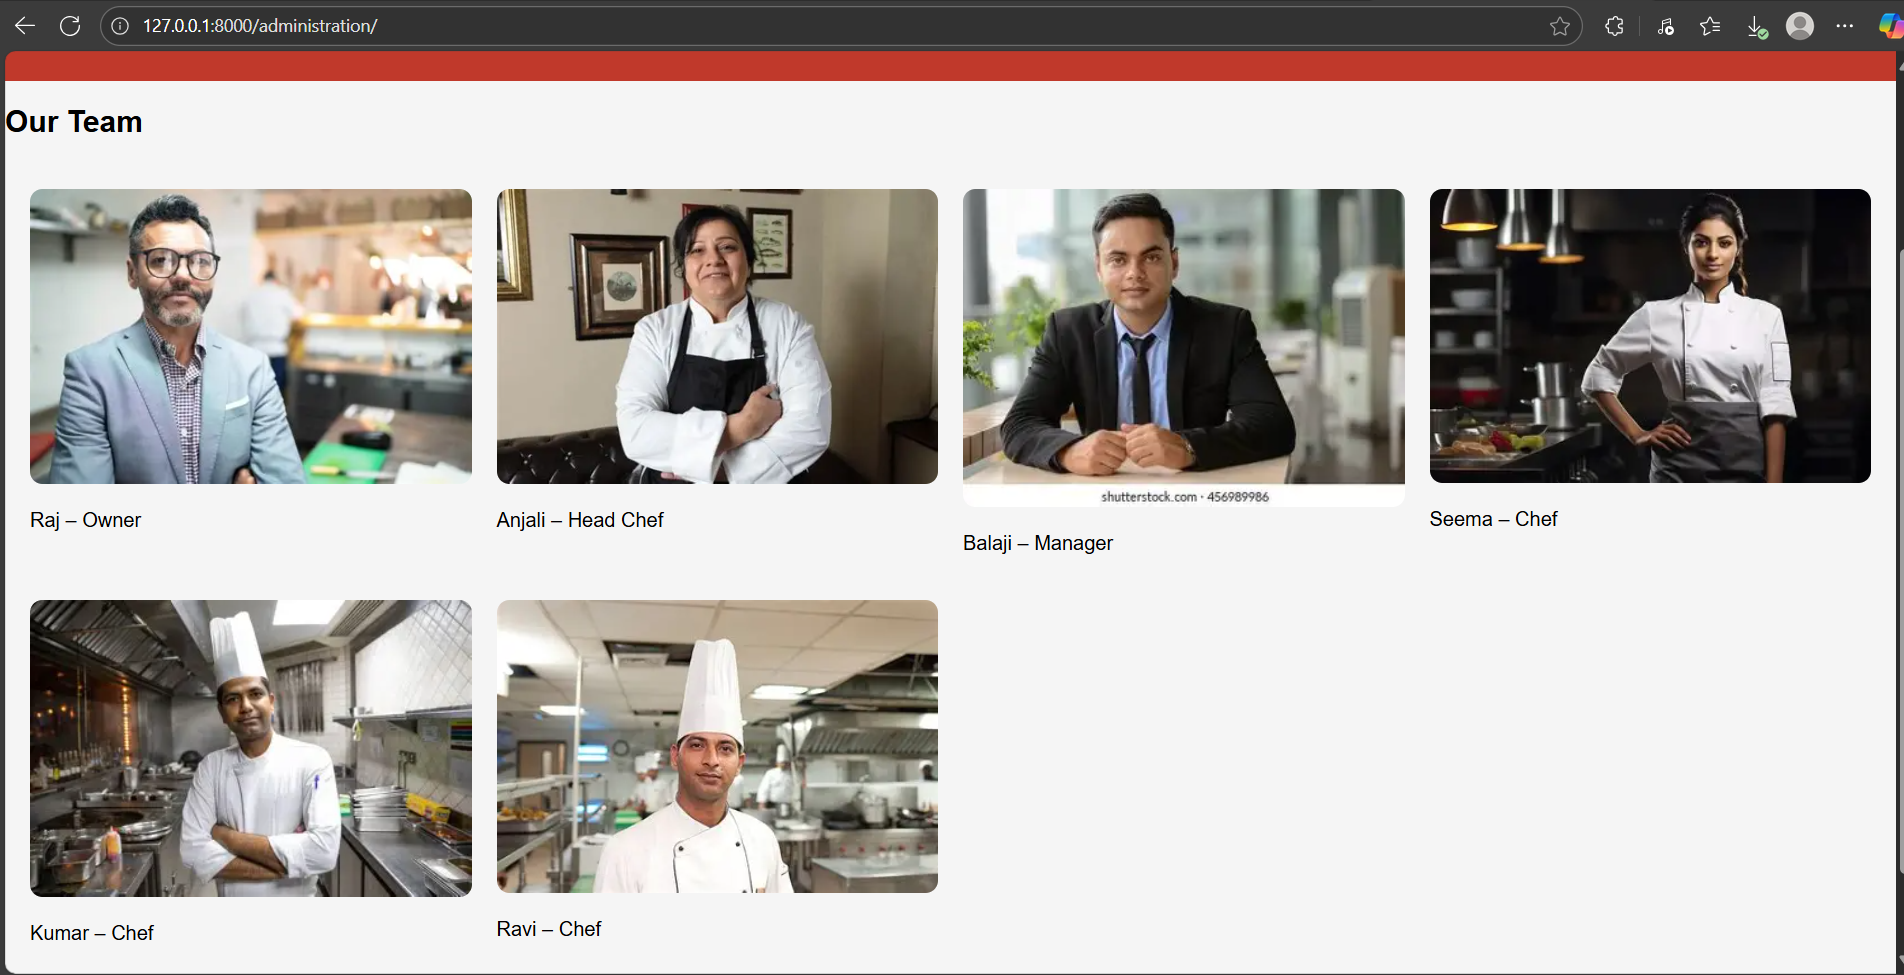 127.0.0.1:8000/administration/
Our Team
shutterstock.com · 456989986
Raj – Owner
Anjali – Head Chef
Balaji – Manager
Seema – Chef
Kumar – Chef
Ravi – Chef